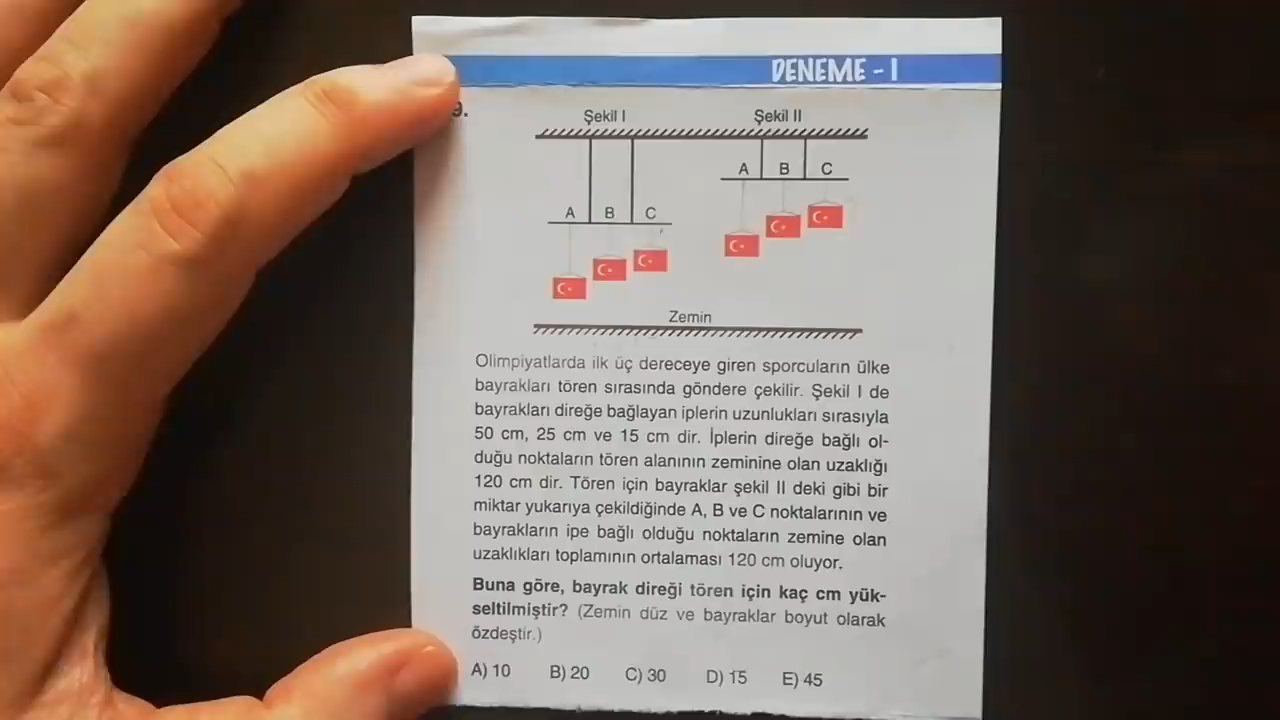 DENEME - I
9.
Şekil I
Şekil II
A B C
A B C
Zemin
Olimpiyatlarda ilk üç dereceye giren sporcuların ülke
bayrakları tören sırasında göndere çekilir. Şekil I de
bayrakları direğe bağlayan iplerin uzunlukları sırasıyla
50 cm, 25 cm ve 15 cm dir. İplerin direğe bağlı ol-
duğu noktaların tören alanının zeminine olan uzaklığı
120 cm dir. Tören için bayraklar şekil II deki gibi bir
miktar yukarıya çekildiğinde A, B ve C noktalarının ve
bayrakların ipe bağlı olduğu noktaların zemine olan
uzaklıkları toplamının ortalaması 120 cm oluyor.
Buna göre, bayrak direği tören için kaç cm yük-
seltilmiştir? (Zemin düz ve bayraklar boyut olarak
özdeştir.)
A) 10 B) 20 C) 30 D) 15 E) 45